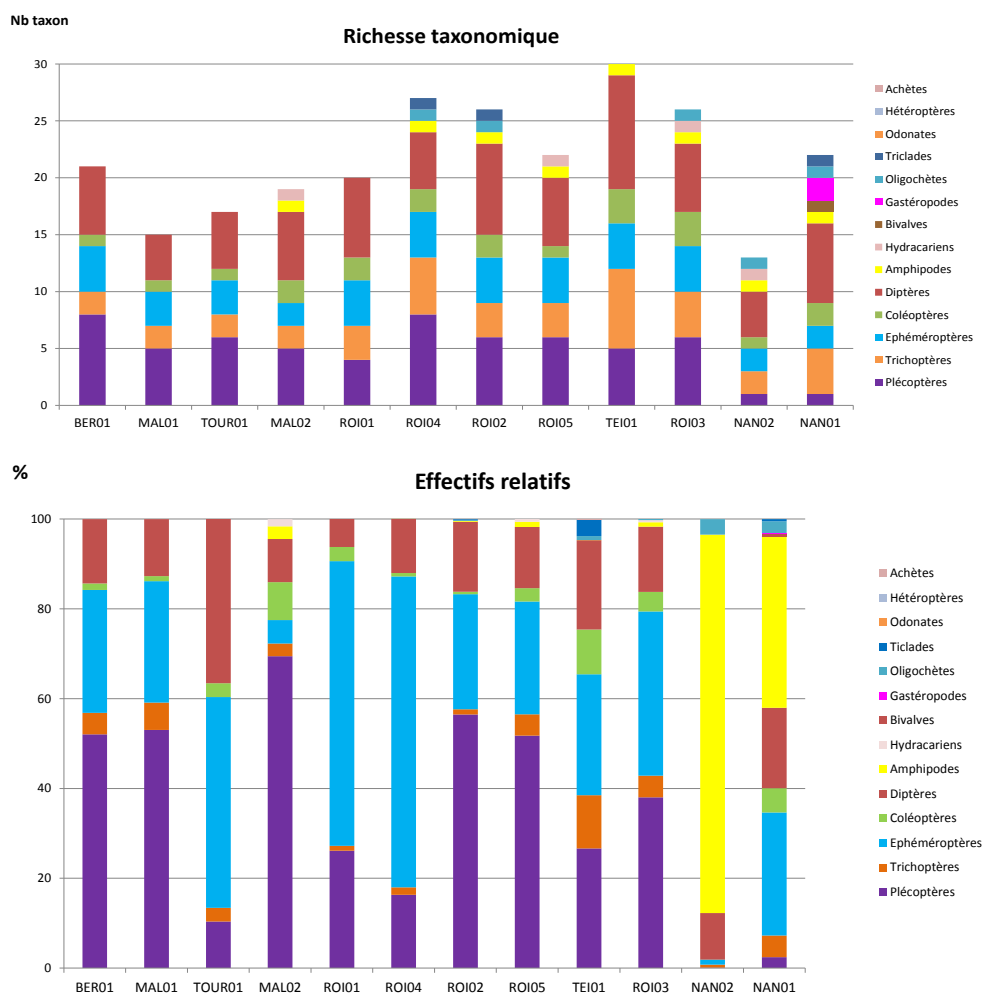 Nb taxon
Richesse taxonomique
30
25
20
15
10
5
0
BER01 MAL01 TOUR01 MAL02 ROI01 ROI04 ROI02 ROI05 TEI01 ROI03 NAN02 NAN01
Achètes
Hétéroptères
Odonates
Triclades
Oligochètes
Gastéropodes
Bivalves
Hydracariens
Amphipodes
Diptères
Coléoptères
Ephéméroptères
Trichoptères
Plécoptères
%
Effectifs relatifs
100
80
60
40
20
0
BER01 MAL01 TOUR01 MAL02 ROI01 ROI04 ROI02 ROI05 TEI01 ROI03 NAN02 NAN01
Achètes
Hétéroptères
Odonates
Ticlades
Oligochètes
Gastéropodes
Bivalves
Hydracariens
Amphipodes
Diptères
Coléoptères
Ephéméroptères
Trichoptères
Plécoptères